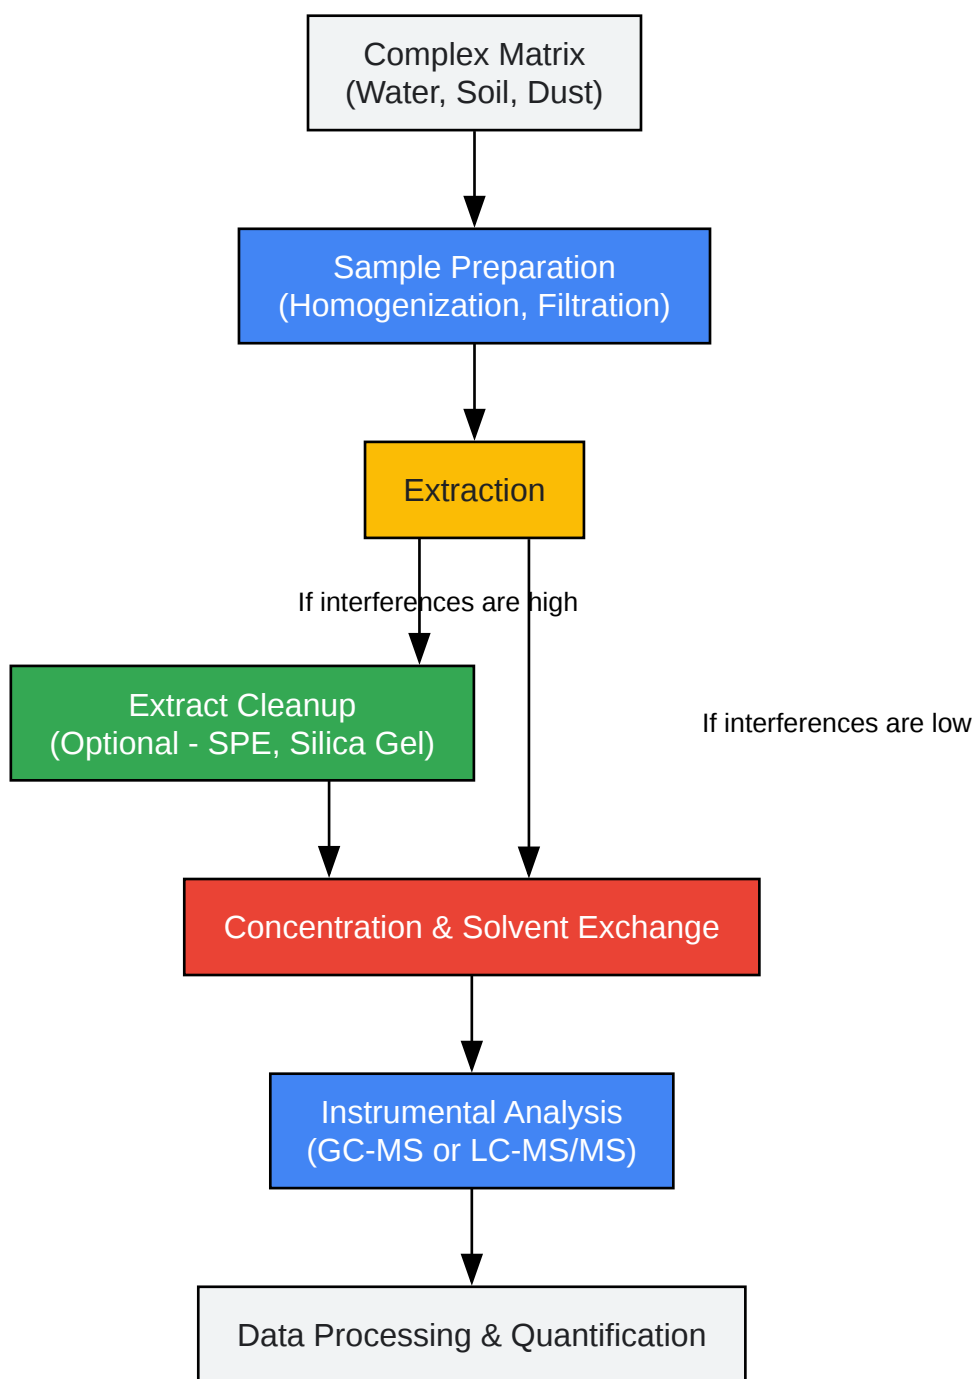 Complex Matrix
(Water, Soil, Dust)
Sample Preparation
(Homogenization, Filtration)
Extraction
If interferences are high
Extract Cleanup
(Optional - SPE, Silica Gel)
If interferences are low
Concentration & Solvent Exchange
Instrumental Analysis
(GC-MS or LC-MS/MS)
Data Processing & Quantification